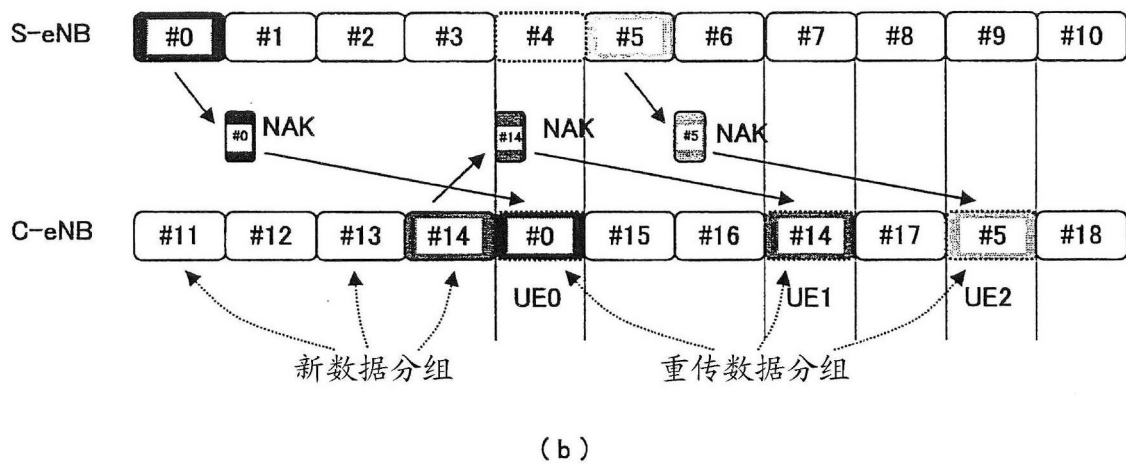 S-eNB #0 #1 #2 #3 #4 #5 #6 #7 #8 #9 #10
#0 NAK #14 NAK #5 NAK
C-eNB #11 #12 #13 #14 #0 #15 #16 #14 #17 #5 #18
UE0 UE1 UE2
新数据分组 重传数据分组
(b)